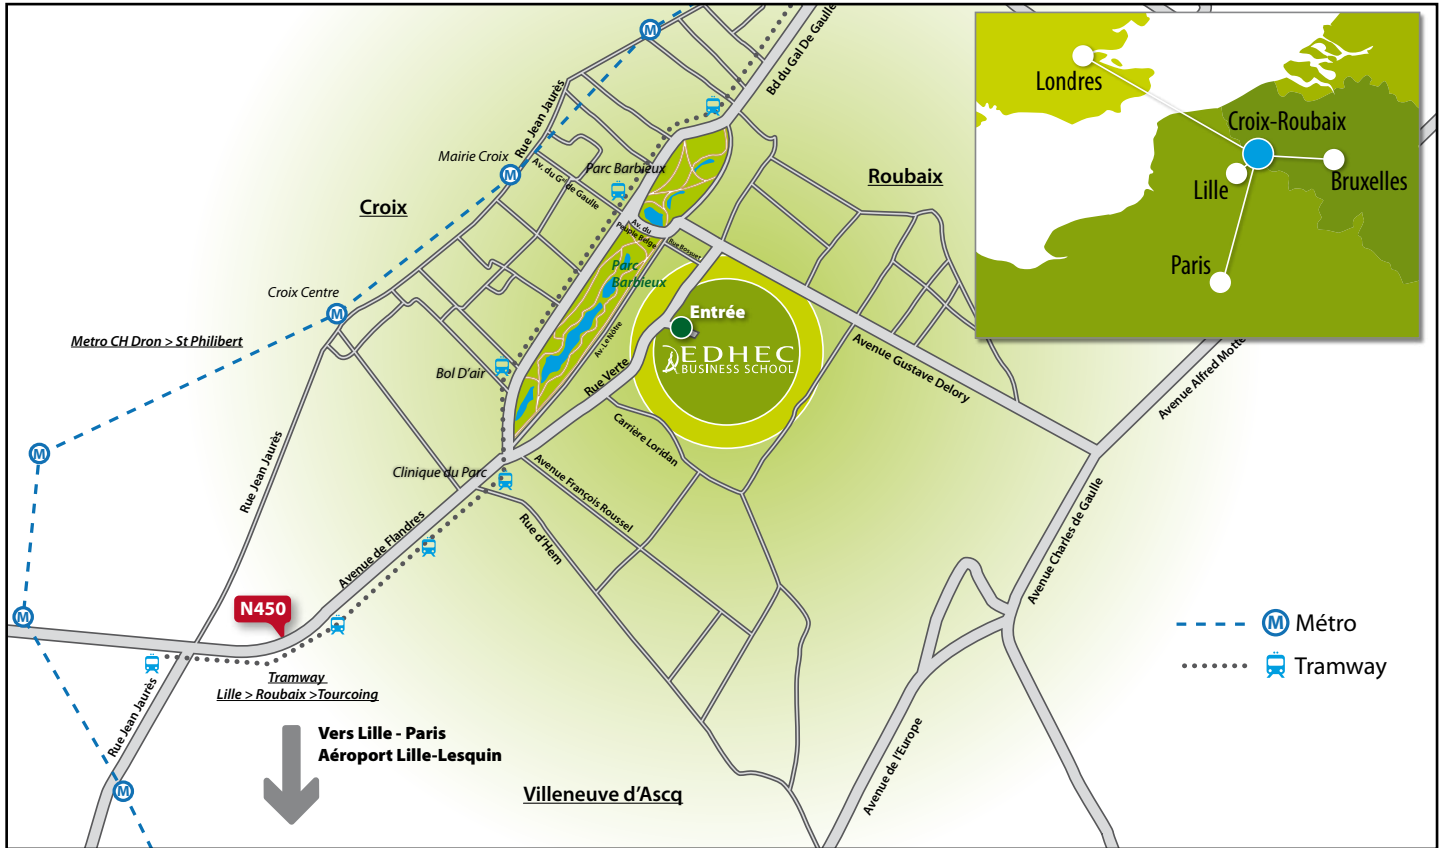 Bd du Gal De Gaulle
Londres
Croix-Roubaix
Lille
Bruxelles
Paris
M
Rue Jean Jaurès
Mairie Croix
M
Av. du Gal de Gaulle
Parc Barbieux
Roubaix
Croix
Av. du
Peuple Belge
Rue Bosquet
Parc
Barbieux
Croix Centre
M
Metro CH Dron > St Philibert
Entrée
EDHEC
BUSINESS SCHOOL
Av. Le Nôtre
Avenue Gustave Delory
Avenue Alfred Motte
Bol D'air
Rue Verte
Carrière Loridan
M
Rue Jean Jaurès
Clinique du Parc
Avenue François Roussel
Rue d'Hem
Avenue de Flandres
Avenue Charles de Gaulle
N450
M
M Métro
Tramway
Tramway
Lille > Roubaix >Tourcoing
Rue Jean Jaurès
Vers Lille - Paris
Aéroport Lille-Lesquin
M
Avenue de l'Europe
Villeneuve d'Ascq